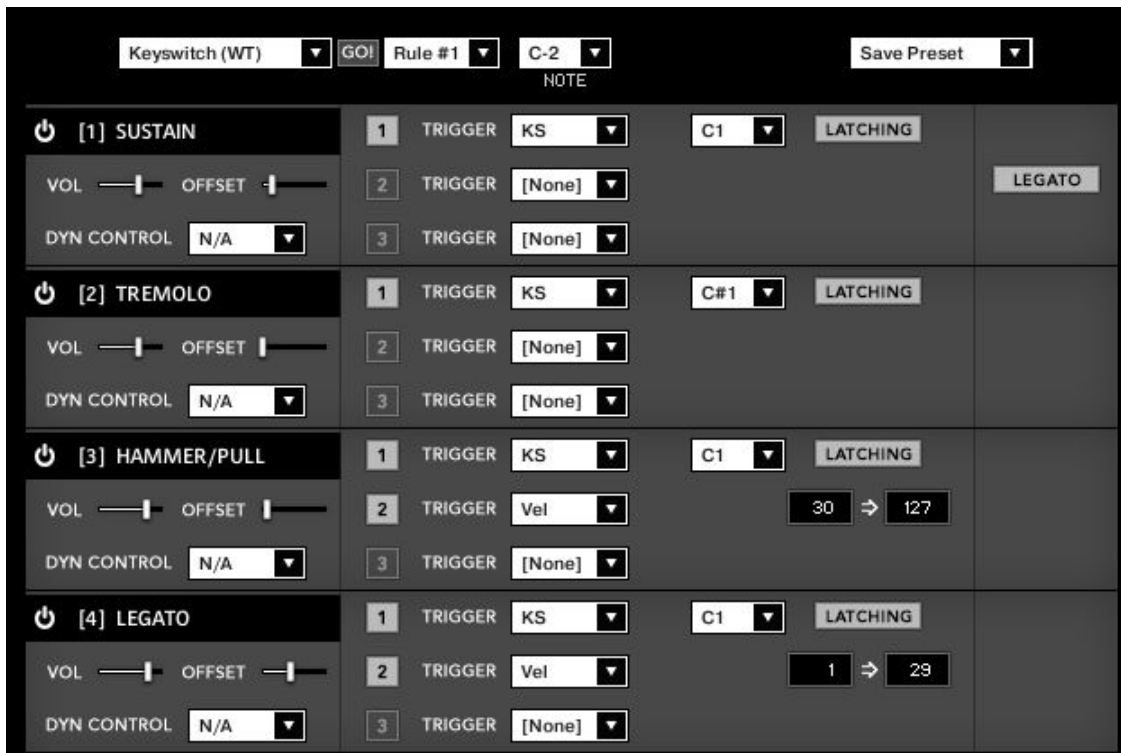 Keyswitch (WT) GO! Rule #1 C-2 Save Preset
NOTE
[1] SUSTAIN 1 TRIGGER KS C1 LATCHING
VOL OFFSET 2 TRIGGER [None] LEGATO
DYN CONTROL N/A 3 TRIGGER [None]
[2] TREMOLO 1 TRIGGER KS C#1 LATCHING
VOL OFFSET 2 TRIGGER [None]
DYN CONTROL N/A 3 TRIGGER [None]
[3] HAMMER/PULL 1 TRIGGER KS C1 LATCHING
VOL OFFSET 2 TRIGGER Vel 30 ⇨ 127
DYN CONTROL N/A 3 TRIGGER [None]
[4] LEGATO 1 TRIGGER KS C1 LATCHING
VOL OFFSET 2 TRIGGER Vel 1 ⇨ 29
DYN CONTROL N/A 3 TRIGGER [None]